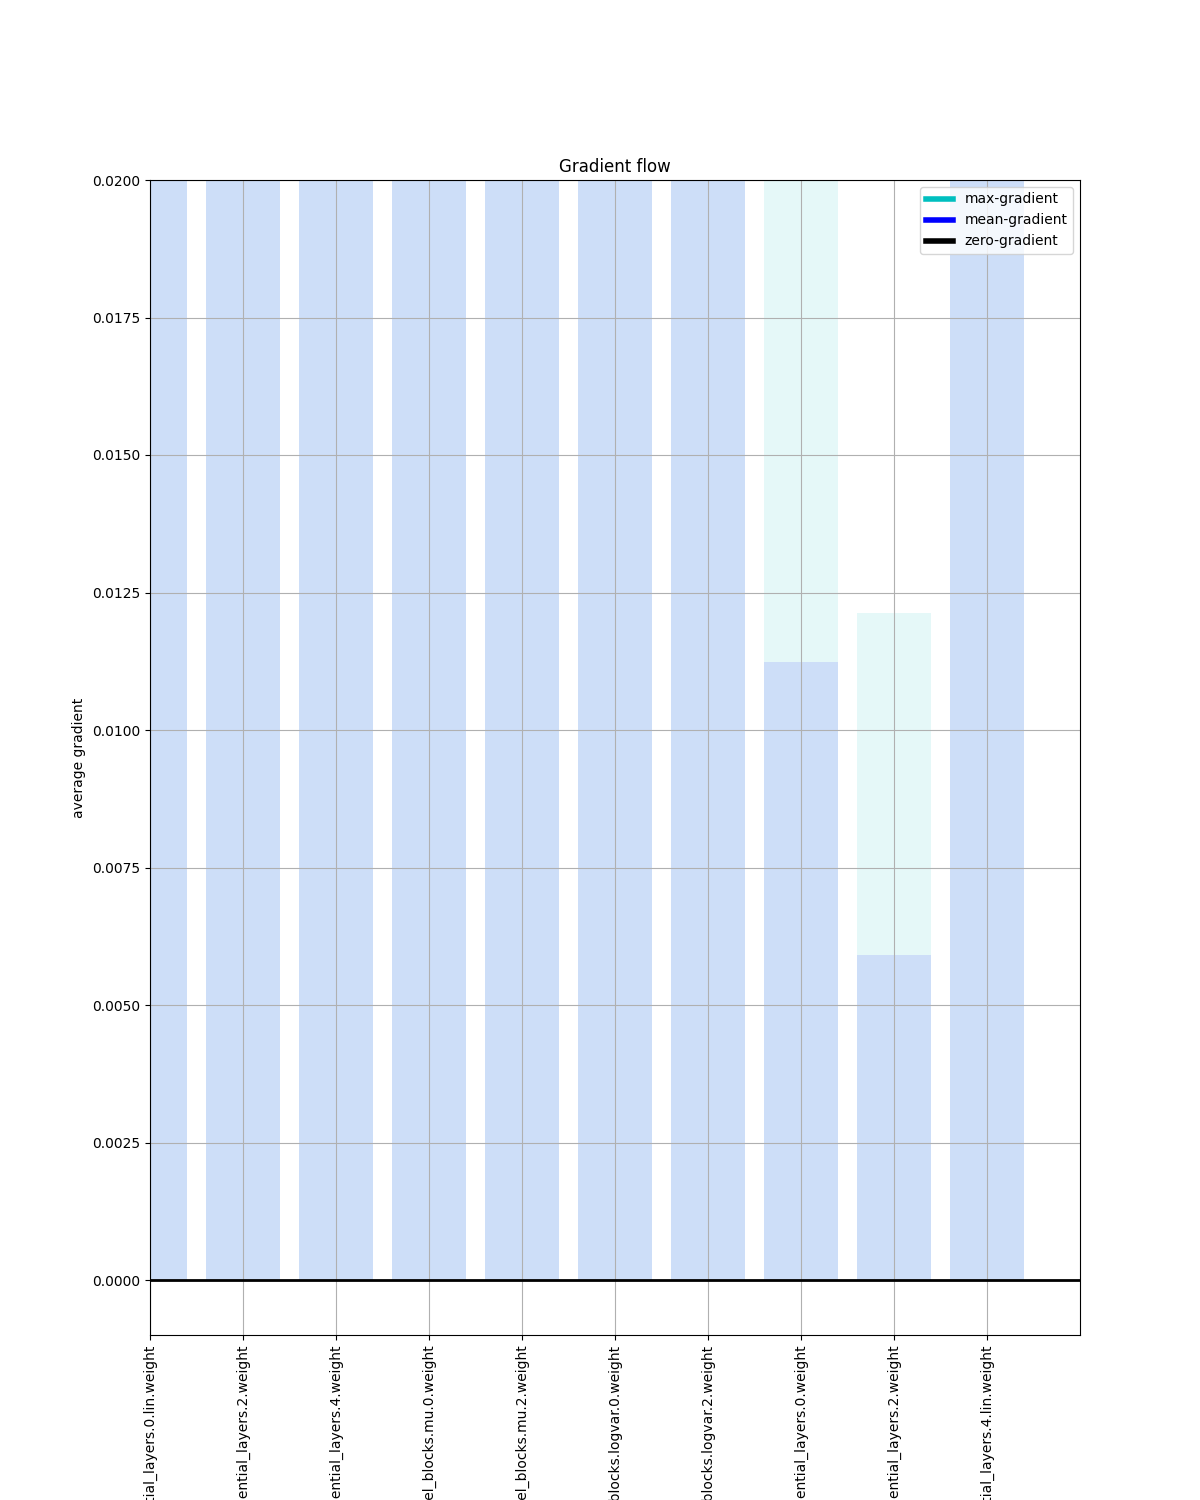 Gradient flow
max-gradient
mean-gradient
zero-gradient
0.0200
0.0175
0.0150
0.0125
0.0100
0.0075
0.0050
0.0025
0.0000
average gradient
tial_layers.0.lin.weight
ential_layers.2.weight
ential_layers.4.weight
el_blocks.mu.0.weight
el_blocks.mu.2.weight
blocks.logvar.0.weight
blocks.logvar.2.weight
ential_layers.0.weight
ential_layers.2.weight
tial_layers.4.lin.weight